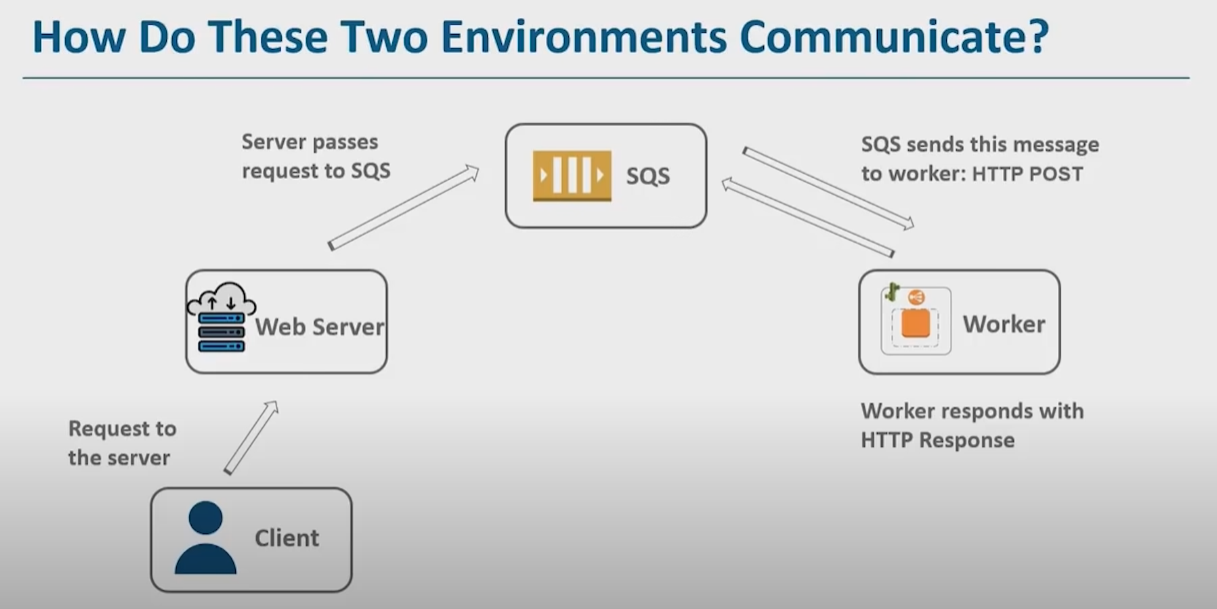 How Do These Two Environments Communicate?
Server passes
request to SQS
SQS
SQS sends this message
to worker: HTTP POST
Web Server
Worker
Request to
the server
Worker responds with
HTTP Response
Client